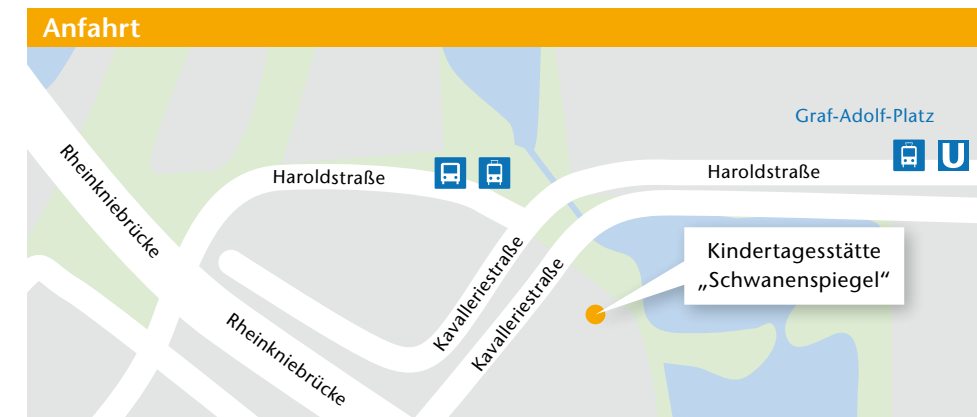 Anfahrt
Graf-Adolf-Platz
Haroldstraße
U
Rheinkniebrücke
Haroldstraße
Kindertagesstätte
„Schwanenspiegel“
Kavalleriestraße
Kavalleriestraße
Rheinkniebrücke